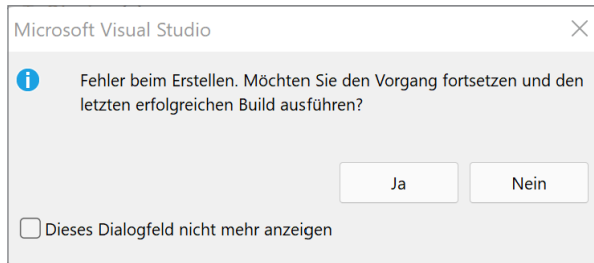 Microsoft Visual Studio
Fehler beim Erstellen. Möchten Sie den Vorgang fortsetzen und den
letzten erfolgreichen Build ausführen?
Ja Nein
Dieses Dialogfeld nicht mehr anzeigen